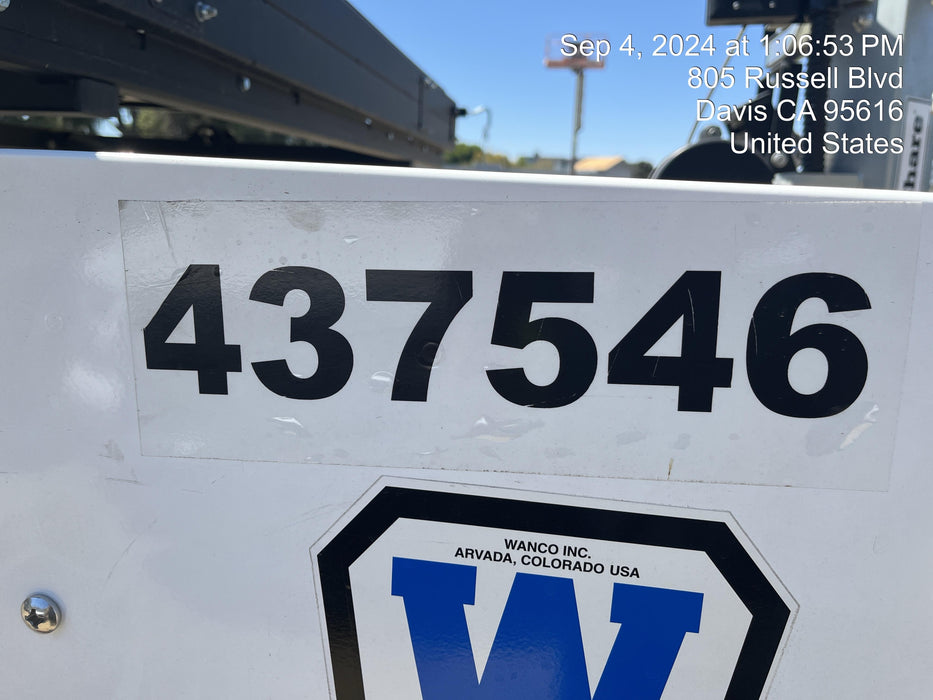 Sep 4, 2024 at 1:06:53 PM
805 Russell Blvd
Davis CA 95616
United States
hare
437546
WANCO INC.
ARVADA, COLORADO USA
W